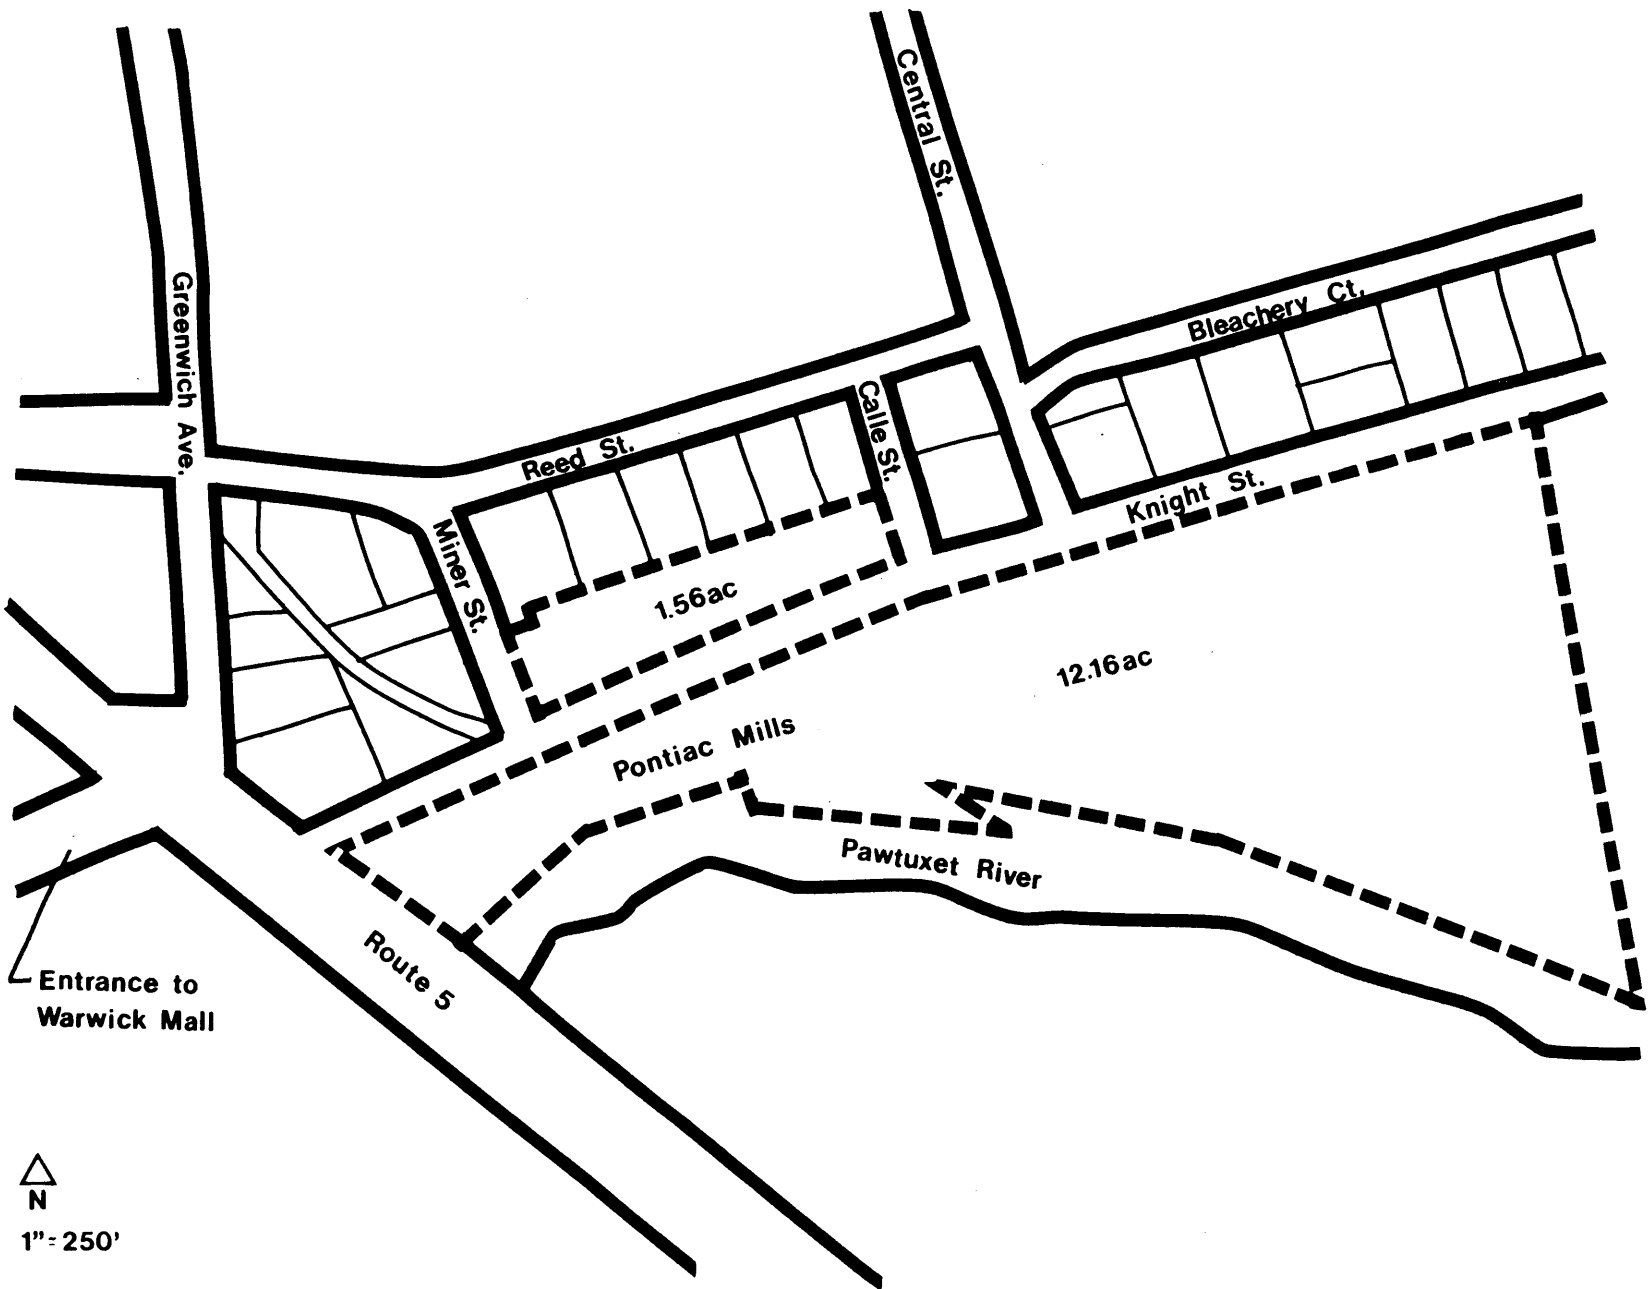 Central St.
Greenwich Ave.
Bleachery Ct.
Calle St.
Reed St.
Knight St.
Miner St.
1.56ac
12.16ac
Pontiac Mills
Pawtuxet River
Route 5
Entrance to
Warwick Mall
N
1"=250'